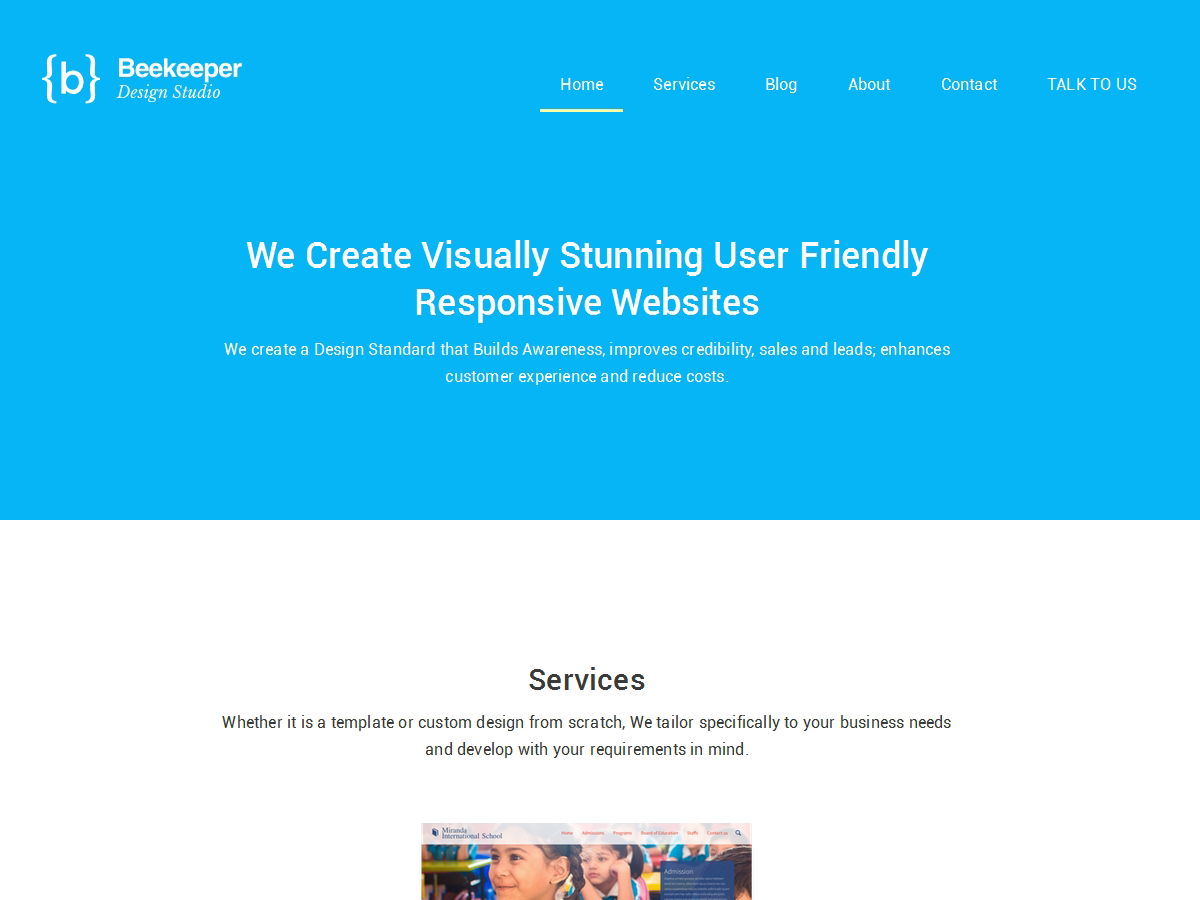 {b} Beekeeper
Design Studio
Home Services Blog About Contact TALK TO US
We Create Visually Stunning User Friendly
Responsive Websites
We create a Design Standard that Builds Awareness, improves credibility, sales and leads; enhances
customer experience and reduce costs.
Services
Whether it is a template or custom design from scratch, We tailor specifically to your business needs
and develop with your requirements in mind.
Miranda
International School
Home Admissions Programs Board of Education Staffs Contact us
Admission